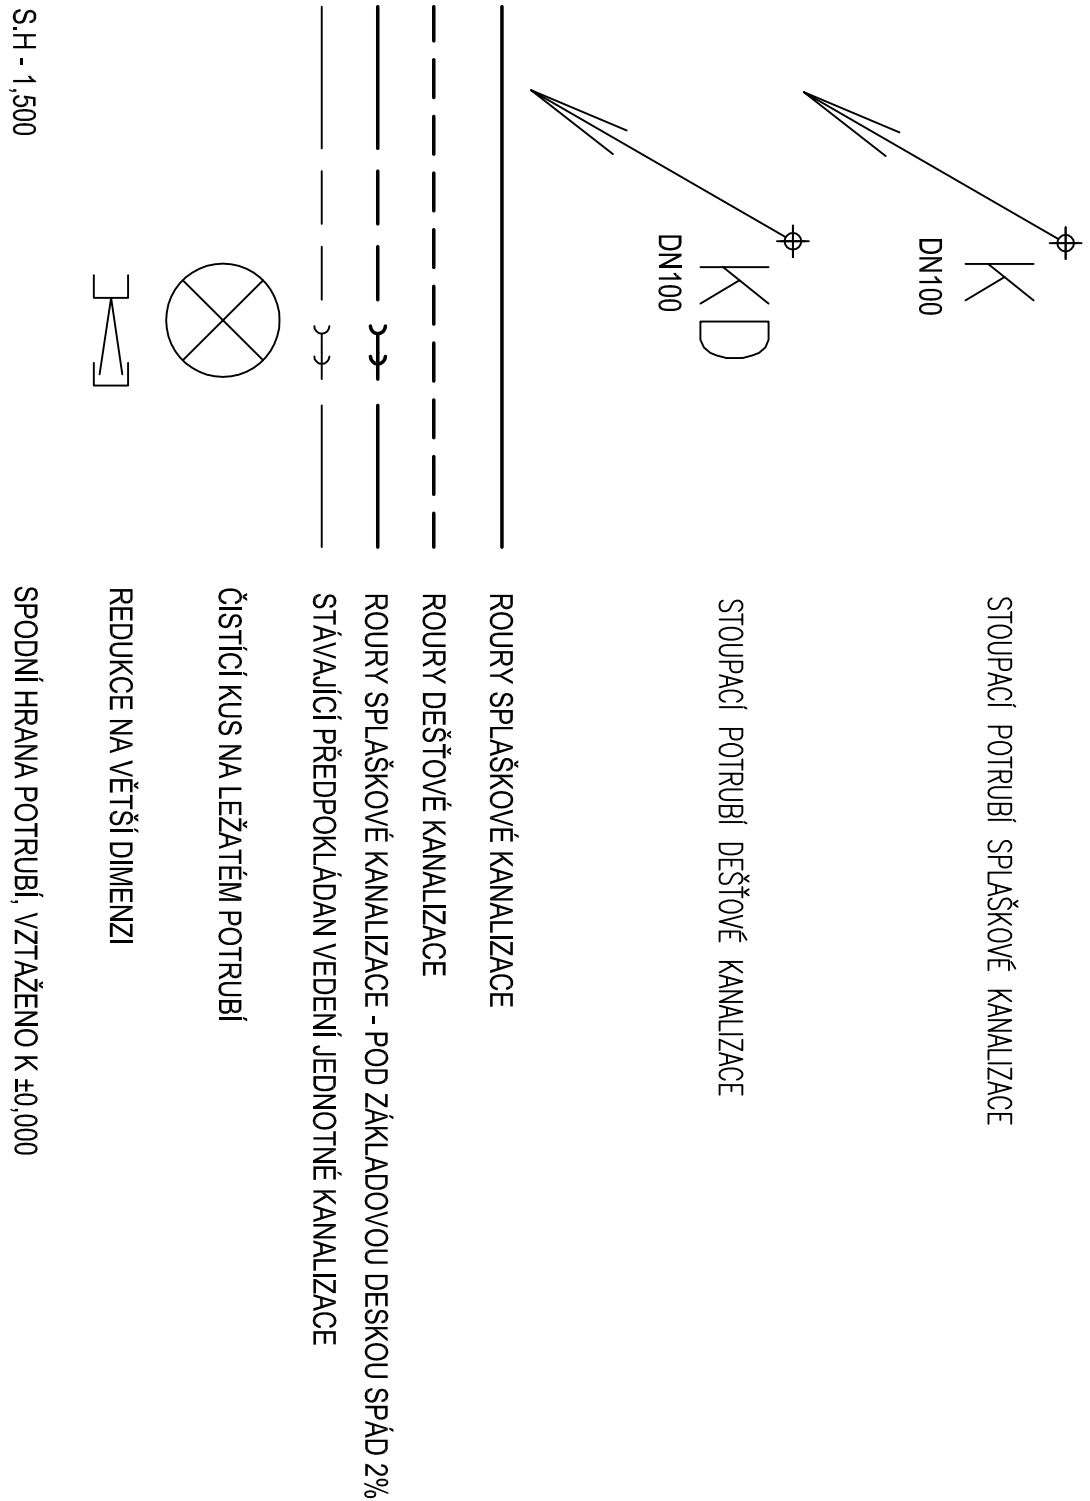 K
DN100
STOUPACÍ POTRUBÍ SPLAŠKOVÉ KANALIZACE
KD
DN100
STOUPACÍ POTRUBÍ DEŠŤOVÉ KANALIZACE
ROURY SPLAŠKOVÉ KANALIZACE
ROURY DEŠŤOVÉ KANALIZACE
ROURY SPLAŠKOVÉ KANALIZACE - POD ZÁKLADOVOU DESKOU SPÁD 2%
STÁVAJÍCÍ PŘEDPOKLÁDAN VEDENÍ JEDNOTNÉ KANALIZACE
ČISTÍCÍ KUS NA LEŽATÉM POTRUBÍ
REDUKCE NA VĚTŠÍ DIMENZI
S.H - 1,500
SPODNÍ HRANA POTRUBÍ, VZTAŽENO K ±0,000